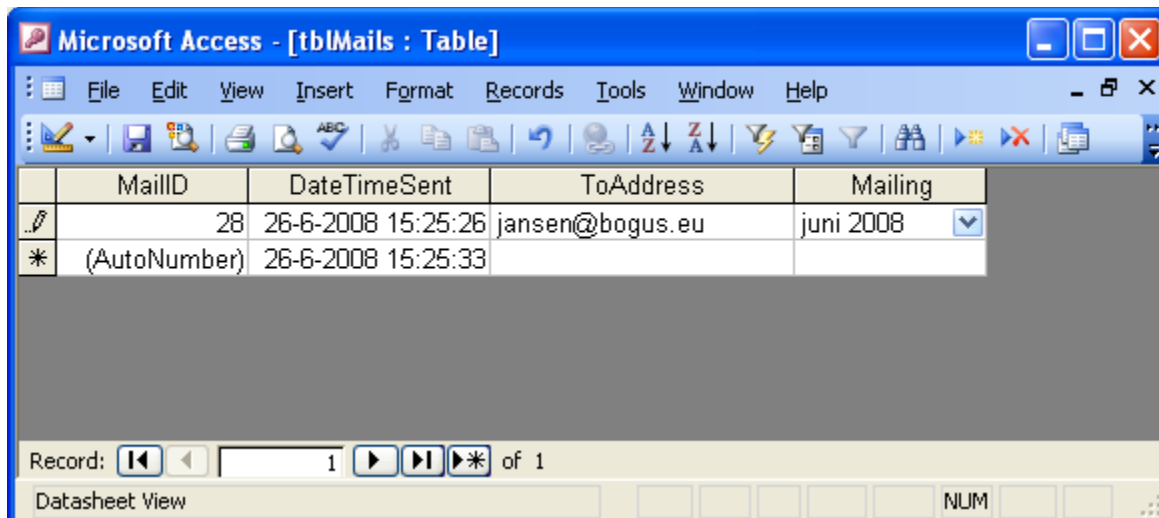 Microsoft Access - [tblMails : Table]
File Edit View Insert Format Records Tools Window Help
ABC A Z Z A
MailID DateTimeSent ToAddress Mailing
28 26-6-2008 15:25:26 jansen@bogus.eu juni 2008
(AutoNumber) 26-6-2008 15:25:33
Record: 1 of 1
Datasheet View NUM